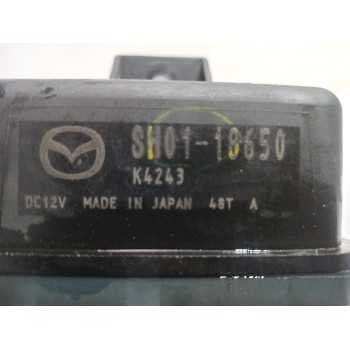 SH01-18650
K4243
DC12V MADE IN JAPAN 48T A